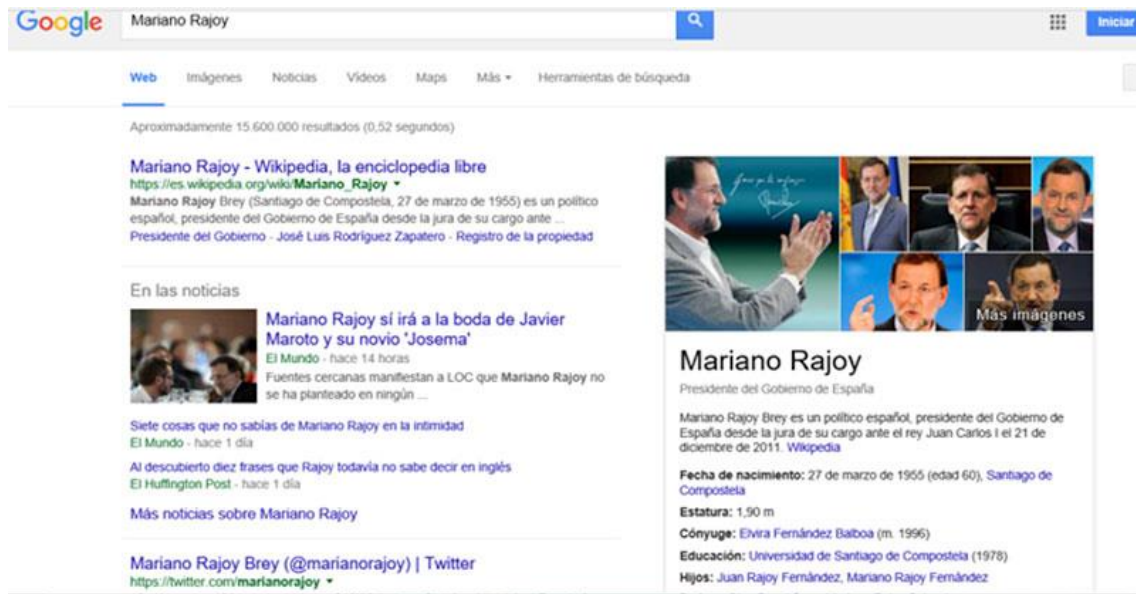 Google
Mariano Rajoy
Iniciar
Web Imágenes Noticias Vídeos Maps Más Herramientas de búsqueda
Aproximadamente 15.600.000 resultados (0,52 segundos)
Mariano Rajoy - Wikipedia, la enciclopedia libre
https://es.wikipedia.org/wiki/Mariano_Rajoy
Mariano Rajoy Brey (Santiago de Compostela, 27 de marzo de 1955) es un político
español, presidente del Gobierno de España desde la jura de su cargo ante ...
Presidente del Gobierno - José Luis Rodríguez Zapatero - Registro de la propiedad
En las noticias
Mariano Rajoy sí irá a la boda de Javier
Maroto y su novio 'Josema'
El Mundo - hace 14 horas
Fuentes cercanas manifiestan a LOC que Mariano Rajoy no
se ha planteado en ningún ...
Siete cosas que no sabías de Mariano Rajoy en la intimidad
El Mundo - hace 1 día
Al descubierto diez frases que Rajoy todavía no sabe decir en inglés
El Huffington Post - hace 1 día
Más noticias sobre Mariano Rajoy
Mariano Rajoy Brey (@marianorajoy) | Twitter
https://twitter.com/marianorajoy
Más imágenes
Mariano Rajoy
Presidente del Gobierno de España
Mariano Rajoy Brey es un político español, presidente del Gobierno de
España desde la jura de su cargo ante el rey Juan Carlos I el 21 de
diciembre de 2011. Wikipedia
Fecha de nacimiento: 27 de marzo de 1955 (edad 60), Santiago de
Compostela
Estatura: 1,90 m
Cónyuge: Elvira Fernández Balboa (m. 1996)
Educación: Universidad de Santiago de Compostela (1978)
Hijos: Juan Rajoy Fernández, Mariano Rajoy Fernández